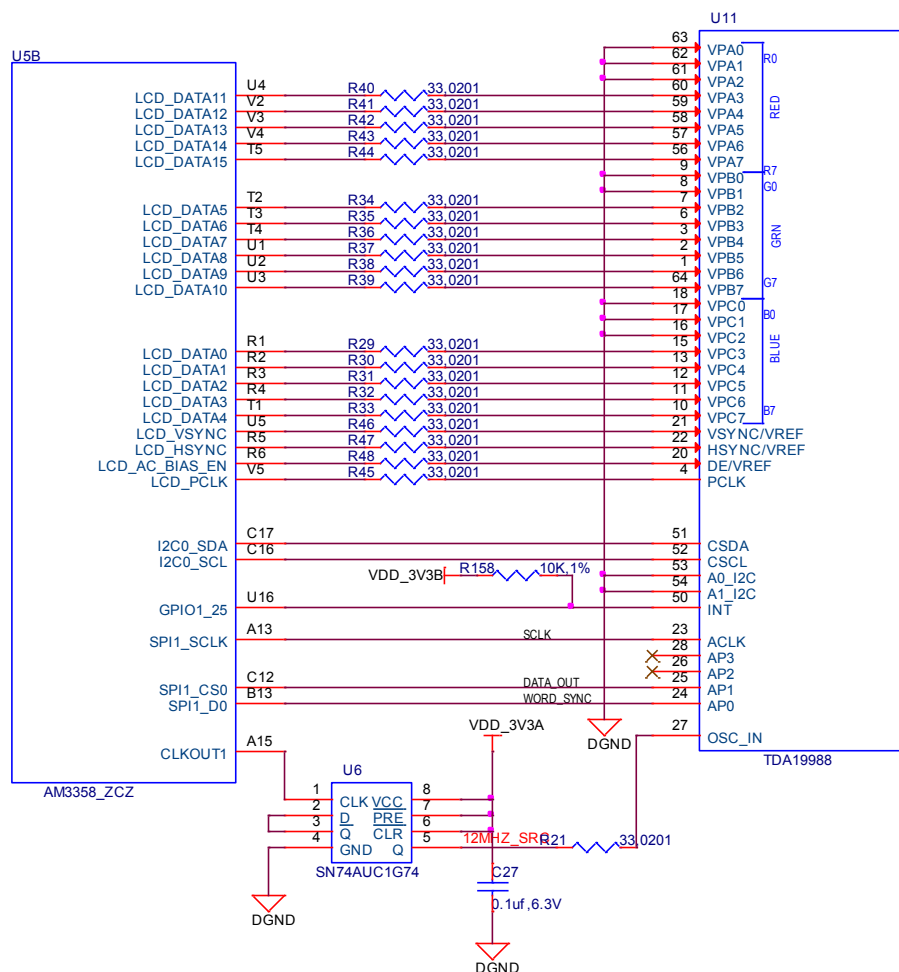 U11
U5B
63 VPA0
62 VPA1 R0
61 VPA2
LCD_DATA11 U4 R40 33,0201 60 VPA3
LCD_DATA12 V2 R41 33,0201 59 VPA4 RED
LCD_DATA13 V3 R42 33,0201 58 VPA5
LCD_DATA14 V4 R43 33,0201 57 VPA6
LCD_DATA15 T5 R44 33,0201 56 VPA7
9 VPB0 R7
8 VPB1 G0
LCD_DATA5 T2 R34 33,0201 7 VPB2
LCD_DATA6 T3 R35 33,0201 6 VPB3
LCD_DATA7 T4 R36 33,0201 3 VPB4 GRN
LCD_DATA8 U1 R37 33,0201 2 VPB5
LCD_DATA9 U2 R38 33,0201 1 VPB6
LCD_DATA10 U3 R39 33,0201 64 VPB7 G7
18 VPC0
17 VPC1 B0
16 VPC2
LCD_DATA0 R1 R29 33,0201 15 VPC3 BLUE
LCD_DATA1 R2 R30 33,0201 13 VPC4
LCD_DATA2 R3 R31 33,0201 12 VPC5
LCD_DATA3 R4 R32 33,0201 11 VPC6
LCD_DATA4 T1 R33 33,0201 10 VPC7 B7
LCD_VSYNC U5 R46 33,0201 21 VSYNC/VREF
LCD_HSYNC R5 R47 33,0201 22 HSYNC/VREF
LCD_AC_BIAS_EN R6 R48 33,0201 20 DE/VREF
LCD_PCLK V5 R45 33,0201 4 PCLK
I2C0_SDA C17 51 CSDA
I2C0_SCL C16 52 CSCL
VDD_3V3B R158 10K,1% 53 A0_I2C
54 A1_I2C
GPIO1_25 U16 50 INT
SPI1_SCLK A13 SCLK 23 ACLK
28 AP3
26 AP2
SPI1_CS0 C12 DATA_OUT 25 AP1
SPI1_D0 B13 WORD_SYNC 24 AP0
VDD_3V3A
DGND
27 OSC_IN
CLKOUT1 A15
TDA19988
U6
AM3358_ZCZ
1 CLK VCC 8
2 D PRE 7
3 Q CLR 6
4 GND Q 5
12MHZ_SRC R21 33,0201
SN74AUC1G74
C27
0.1uf,6.3V
DGND
DGND